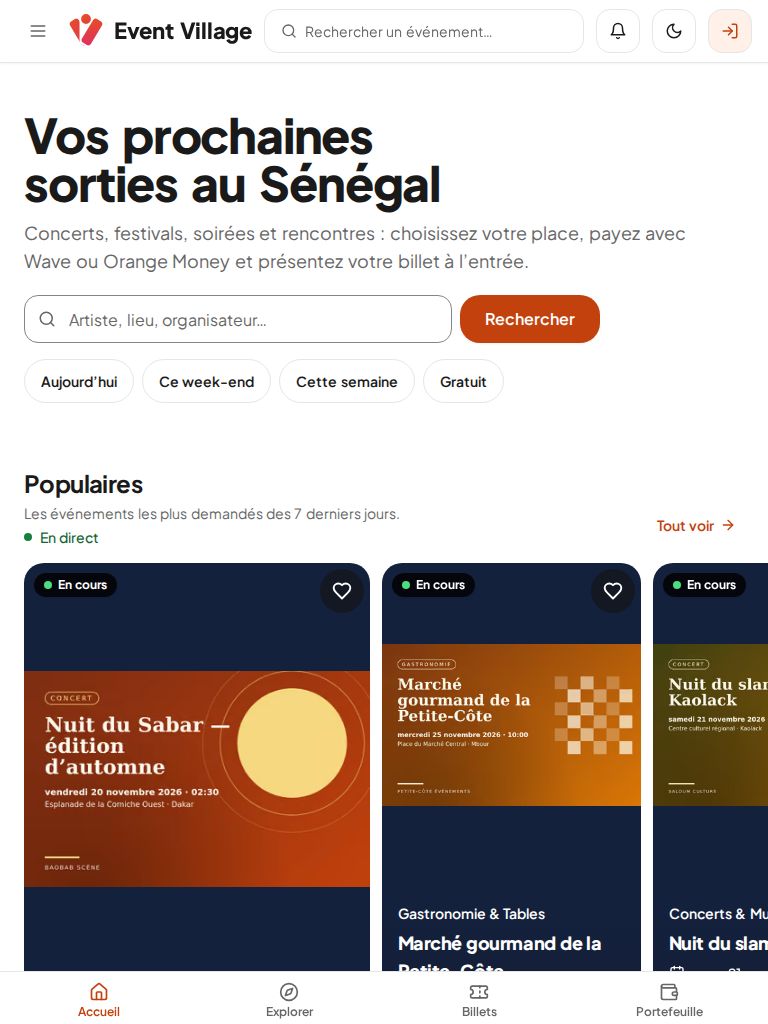 Event Village
Rechercher un événement…
Vos prochaines
sorties au Sénégal
Concerts, festivals, soirées et rencontres : choisissez votre place, payez avec
Wave ou Orange Money et présentez votre billet à l’entrée.
Artiste, lieu, organisateur…
Rechercher
Aujourd’hui
Ce week-end
Cette semaine
Gratuit
Populaires
Les événements les plus demandés des 7 derniers jours.
En direct
Tout voir
En cours
CONCERT
Nuit du Sabar —
édition
d’automne
vendredi 20 novembre 2026 · 02:30
Esplanade de la Corniche Ouest · Dakar
BAOBAB SCÈNE
En cours
GASTRONOMIE
Marché
gourmand de la
Petite-Côte
mercredi 25 novembre 2026 · 10:00
Place du Marché Central · Mbour
PETITE-CÔTE ÉVÉNEMENTS
Gastronomie & Tables
Marché gourmand de la
Petite-Côte
En cours
CONCERT
Nuit du slam
Kaolack
samedi 21 novembre 2026
Centre culturel régional · Kaolack
SALOUM CULTURE
Concerts & Mu
Nuit du slam
Accueil
Explorer
Billets
Portefeuille